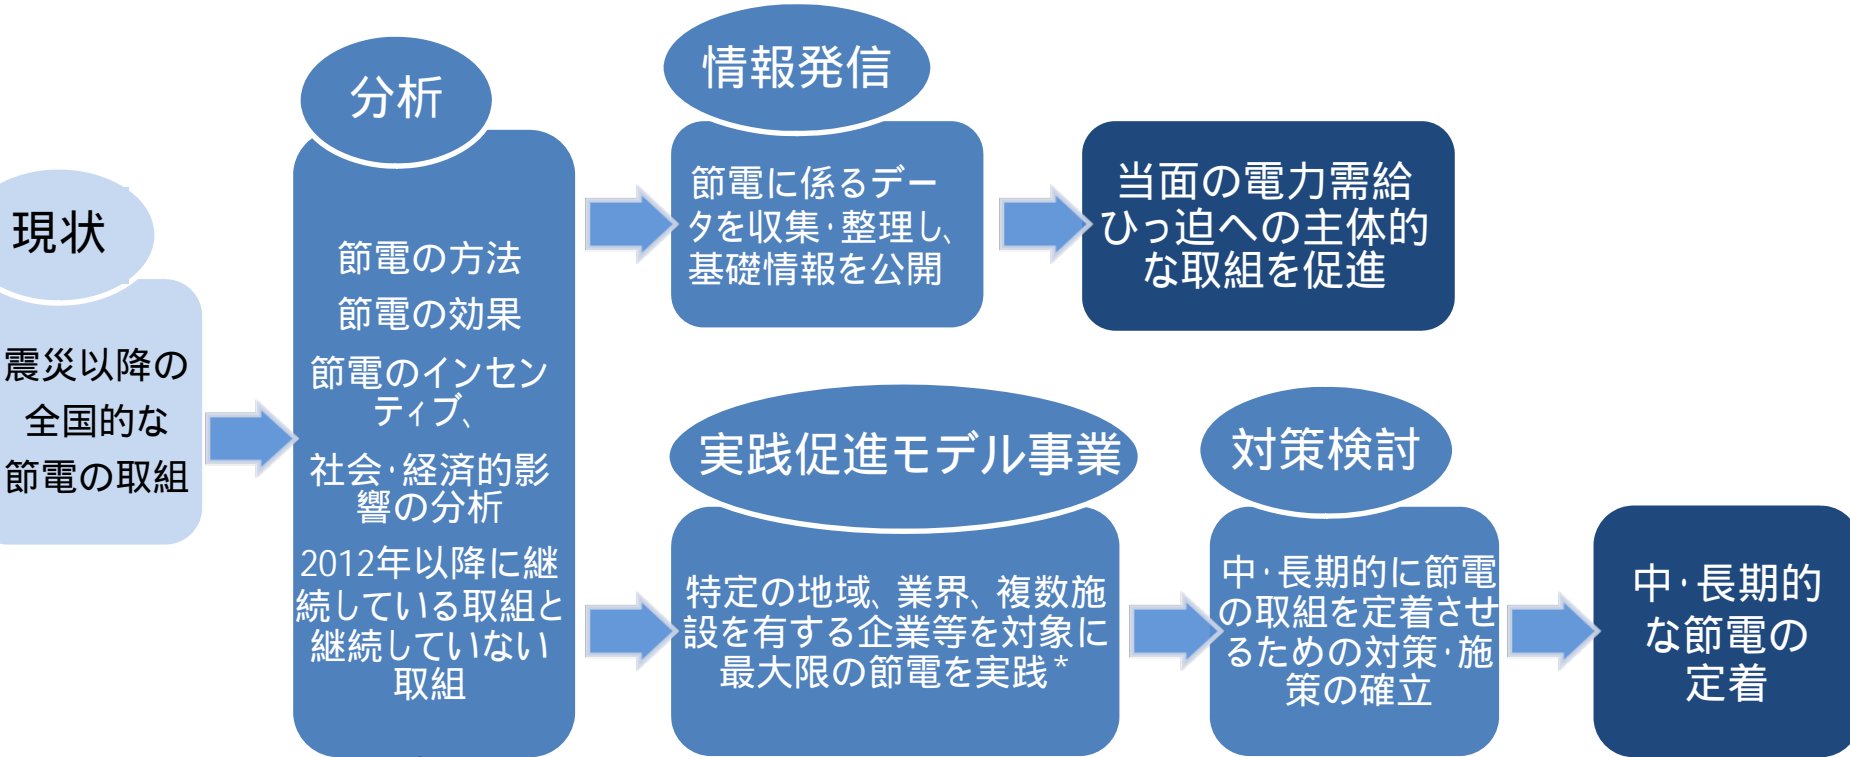 現状
震災以降の
全国的な
節電の取組
分析
節電の方法
節電の効果
節電のインセン
ティブ、
社会・経済的影
響の分析
2012年以降に継
続している取組と
継続していない
取組
情報発信
節電に係るデー
タを収集・整理し、
基礎情報を公開
当面の電力需給
ひっ迫への主体的
な取組を促進
実践促進モデル事業
特定の地域、業界、複数施
設を有する企業等を対象に
最大限の節電を実践*
対策検討
中・長期的に節電
の取組を定着させ
るための対策・施
策の確立
中・長期的
な節電の
定着